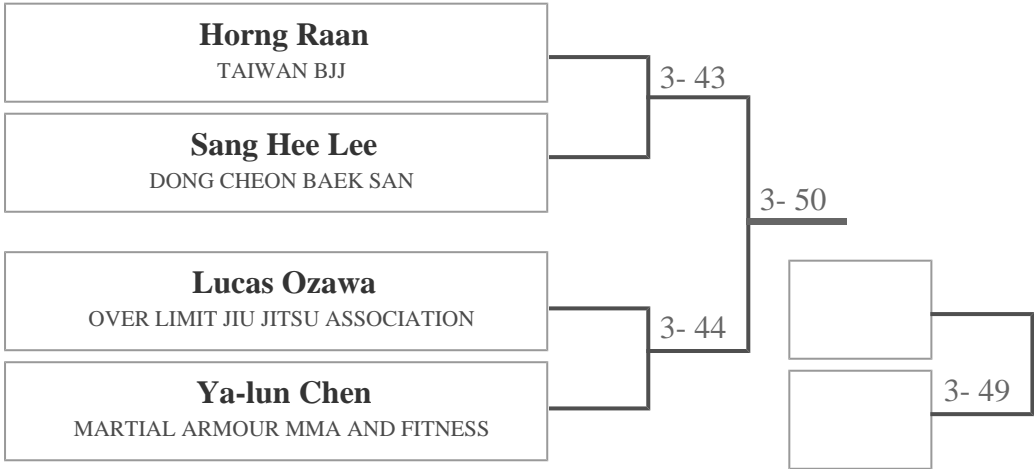 Horng Raan
TAIWAN BJJ
3- 43
Sang Hee Lee
DONG CHEON BAEK SAN
3- 50
Lucas Ozawa
OVER LIMIT JIU JITSU ASSOCIATION
3- 44
Ya-lun Chen
MARTIAL ARMOUR MMA AND FITNESS
3- 49